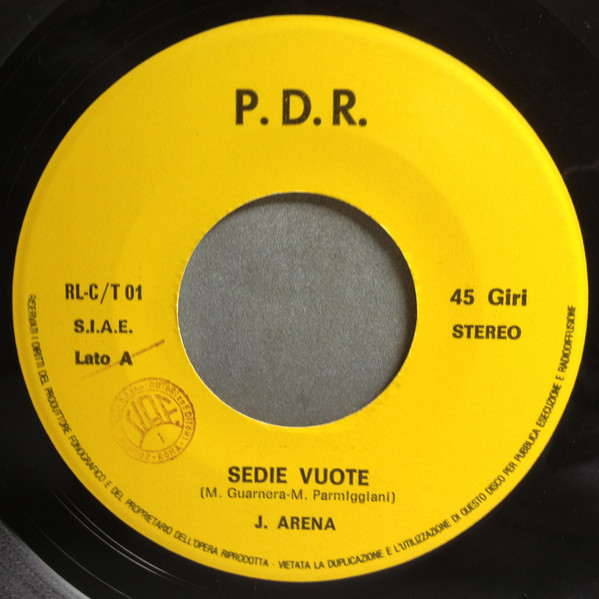 P. D. R.
RL-C/T 01
S.I.A.E.
Lato A
45 Giri
STEREO
SEDIE VUOTE
(M. Guarnera-M. Parmiggiani)
J. ARENA
RISERVATI I DIRITTI DEL PRODUTTORE FONOGRAFICO E DEL PROPRIETARIO DELL'OPERA RIPRODOTTA - VIETATA LA DUPLICAZIONE E L'UTILIZZAZIONE DI QUESTO DISCO PER PUBBLICA ESECUZIONE E RADIODIFFUSIONE
ROMA